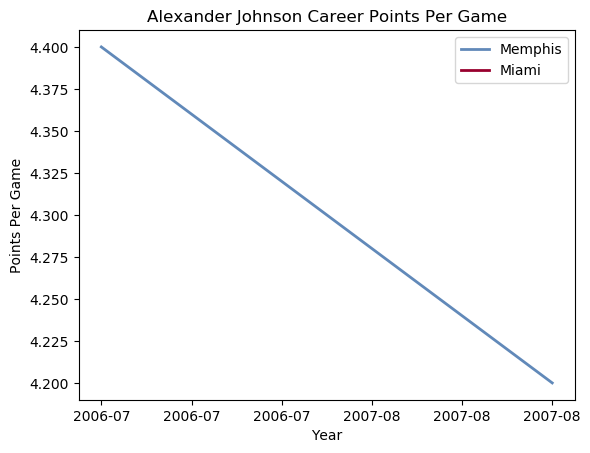 Alexander Johnson Career Points Per Game
Memphis
Miami
Points Per Game
4.400
4.375
4.350
4.325
4.300
4.275
4.250
4.225
4.200
2006-07 2006-07 2006-07 2007-08 2007-08 2007-08
Year